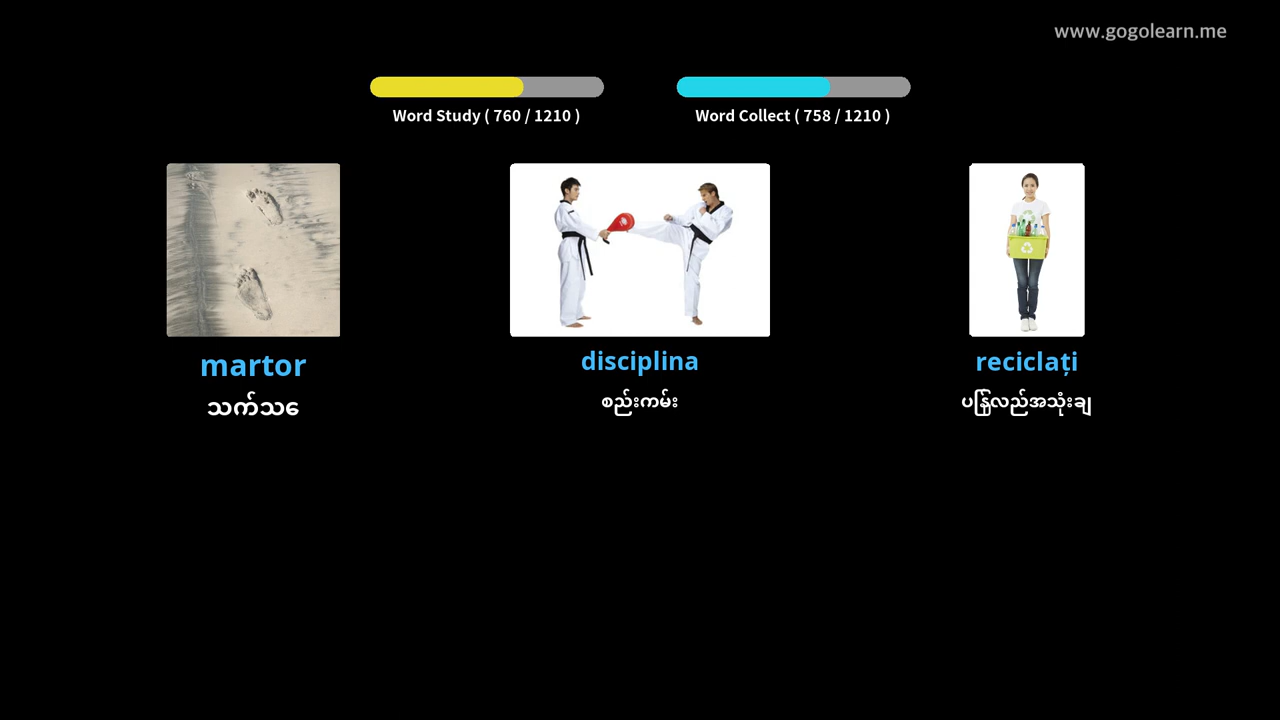 www.gogolearn.me
Word Study ( 760 / 1210 )
Word Collect ( 758 / 1210 )
martor
disciplina
reciclați
သက်သေ
စည်းကမ်း
ပန်လြည်အသုံးချ